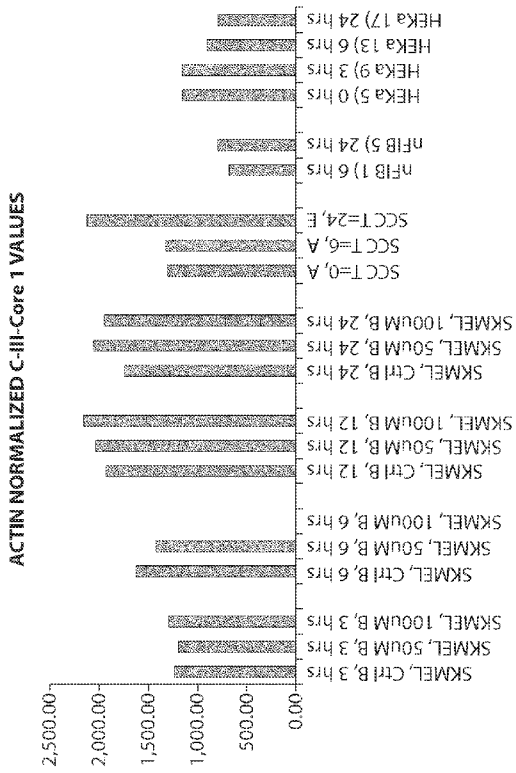 ACTIN NORMALIZED C-III-Core 1 VALUES
2,500.00
2,000.00
1,500.00
1,000.00
500.00
0.00
SKMEL, Ctrl B, 3 hrs
SKMEL, 50uM B, 3 hrs
SKMEL, 100uM B, 3 hrs
SKMEL, Ctrl B, 6 hrs
SKMEL, 50uM B, 6 hrs
SKMEL, 100uM B, 6 hrs
SKMEL, Ctrl B, 12 hrs
SKMEL, 50uM B, 12 hrs
SKMEL, 100uM B, 12 hrs
SKMEL, Ctrl B, 24 hrs
SKMEL, 50uM B, 24 hrs
SKMEL, 100uM B, 24 hrs
SCC T=0, A
SCC T=6, A
SCC T=24, E
nFIB 1) 6 hrs
nFIB 5) 24 hrs
HEKa 5) 0 hrs
HEKa 9) 3 hrs
HEKa 13) 6 hrs
HEKa 17) 24 hrs